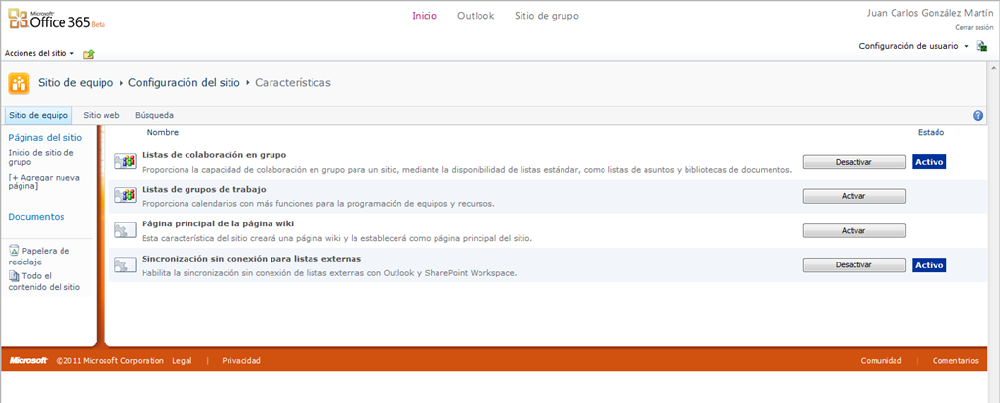 Microsoft
Office 365 Beta
Inicio Outlook Sitio de grupo
Juan Carlos González Martín
Cerrar sesión
Acciones del sitio
Configuración de usuario
Sitio de equipo Configuración del sitio Características
Sitio de equipo Sitio web Búsqueda
Páginas del sitio
Inicio de sitio de
grupo
[+ Agregar nueva
página]
Documentos
Papelera de
reciclaje
Todo el
contenido del sitio
Nombre Estado
Listas de colaboración en grupo
Proporciona la capacidad de colaboración en grupo para un sitio, mediante la disponibilidad de listas estándar, como listas de asuntos y bibliotecas de documentos.
Desactivar Activo
Listas de grupos de trabajo
Proporciona calendarios con más funciones para la programación de equipos y recursos.
Activar
Página principal de la página wiki
Esta característica del sitio creará una página wiki y la establecerá como página principal del sitio.
Activar
Sincronización sin conexión para listas externas
Habilita la sincronización sin conexión de listas externas con Outlook y SharePoint Workspace.
Desactivar Activo
Microsoft ©2011 Microsoft Corporation Legal | Privacidad Comunidad | Comentarios